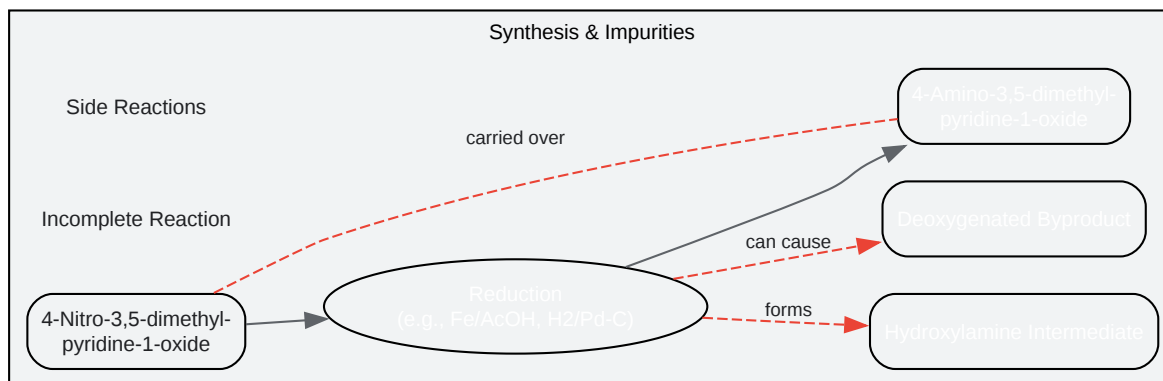 Synthesis & Impurities
Side Reactions
carried over
4-Amino-3,5-dimethyl-
pyridine-1-oxide
Incomplete Reaction
can cause
Deoxygenated Byproduct
4-Nitro-3,5-dimethyl-
pyridine-1-oxide
Reduction
(e.g., Fe/AcOH, H2/Pd-C)
forms
Hydroxylamine Intermediate